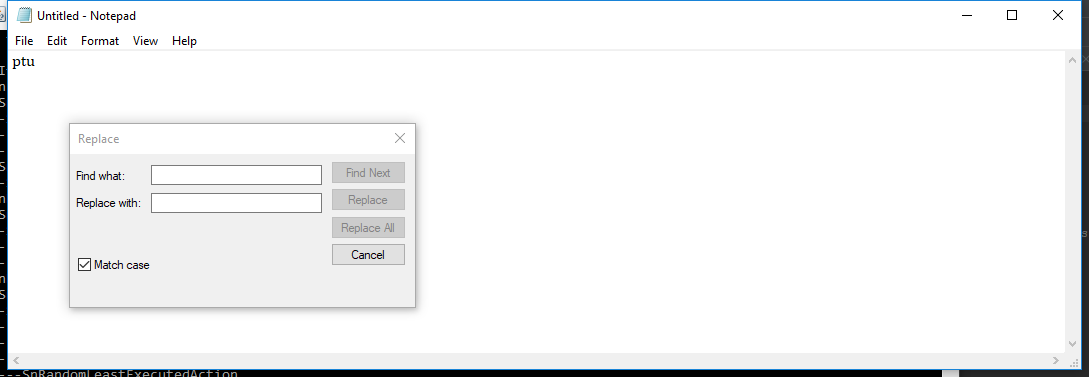 Untitled - Notepad
File Edit Format View Help
ptu
Replace
Find what:
Find Next
Replace with:
Replace
Replace All
Cancel
Match case
---SnRandomLeastExecutedAction